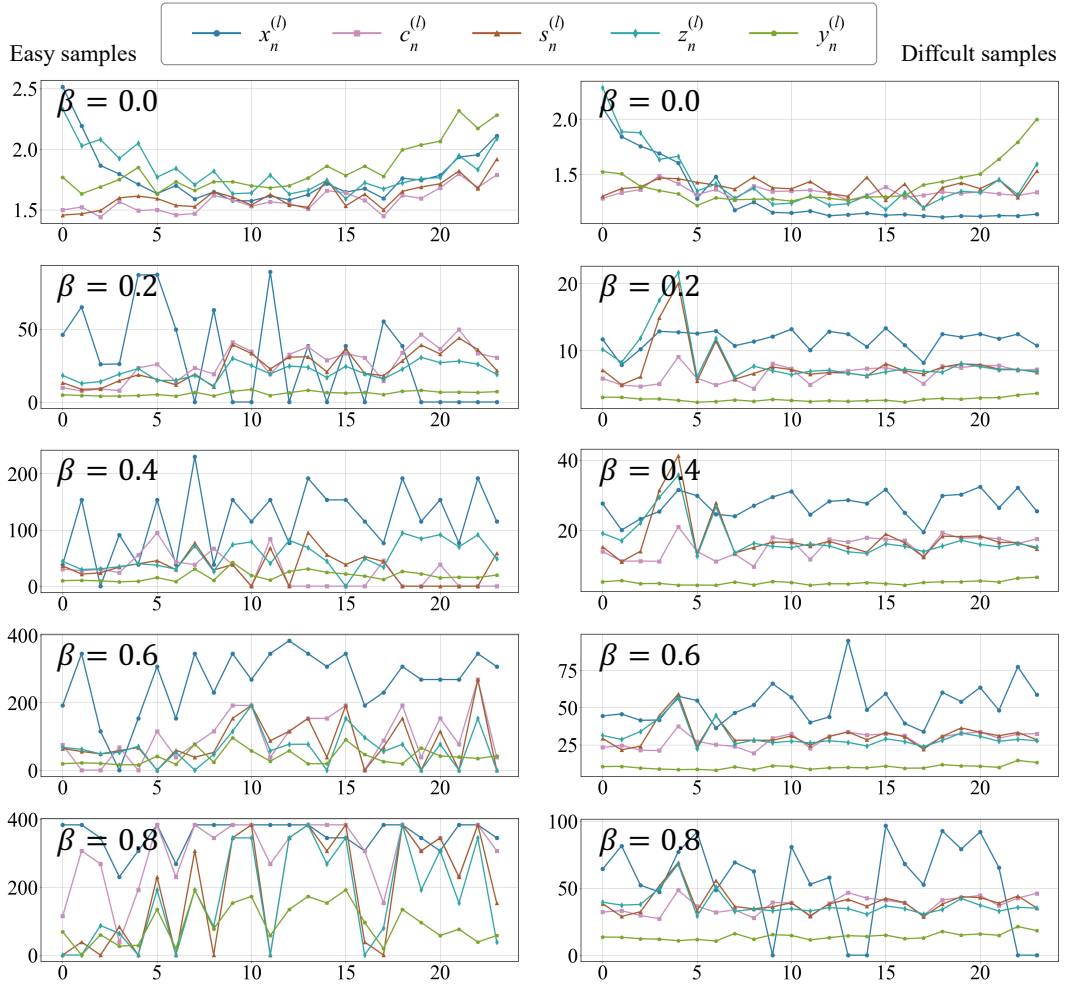 x_n^(l) c_n^(l) s_n^(l) z_n^(l) y_n^(l)
Easy samples
Diffcult samples
β = 0.0
2.5
2.0
1.5
0 5 10 15 20
β = 0.0
2.0
1.5
0 5 10 15 20
β = 0.2
50
0
0 5 10 15 20
β = 0.2
20
10
0 5 10 15 20
β = 0.4
200
100
0
0 5 10 15 20
β = 0.4
40
20
0 5 10 15 20
β = 0.6
400
200
0
0 5 10 15 20
β = 0.6
75
50
25
0 5 10 15 20
β = 0.8
400
200
0
0 5 10 15 20
β = 0.8
100
50
0
0 5 10 15 20